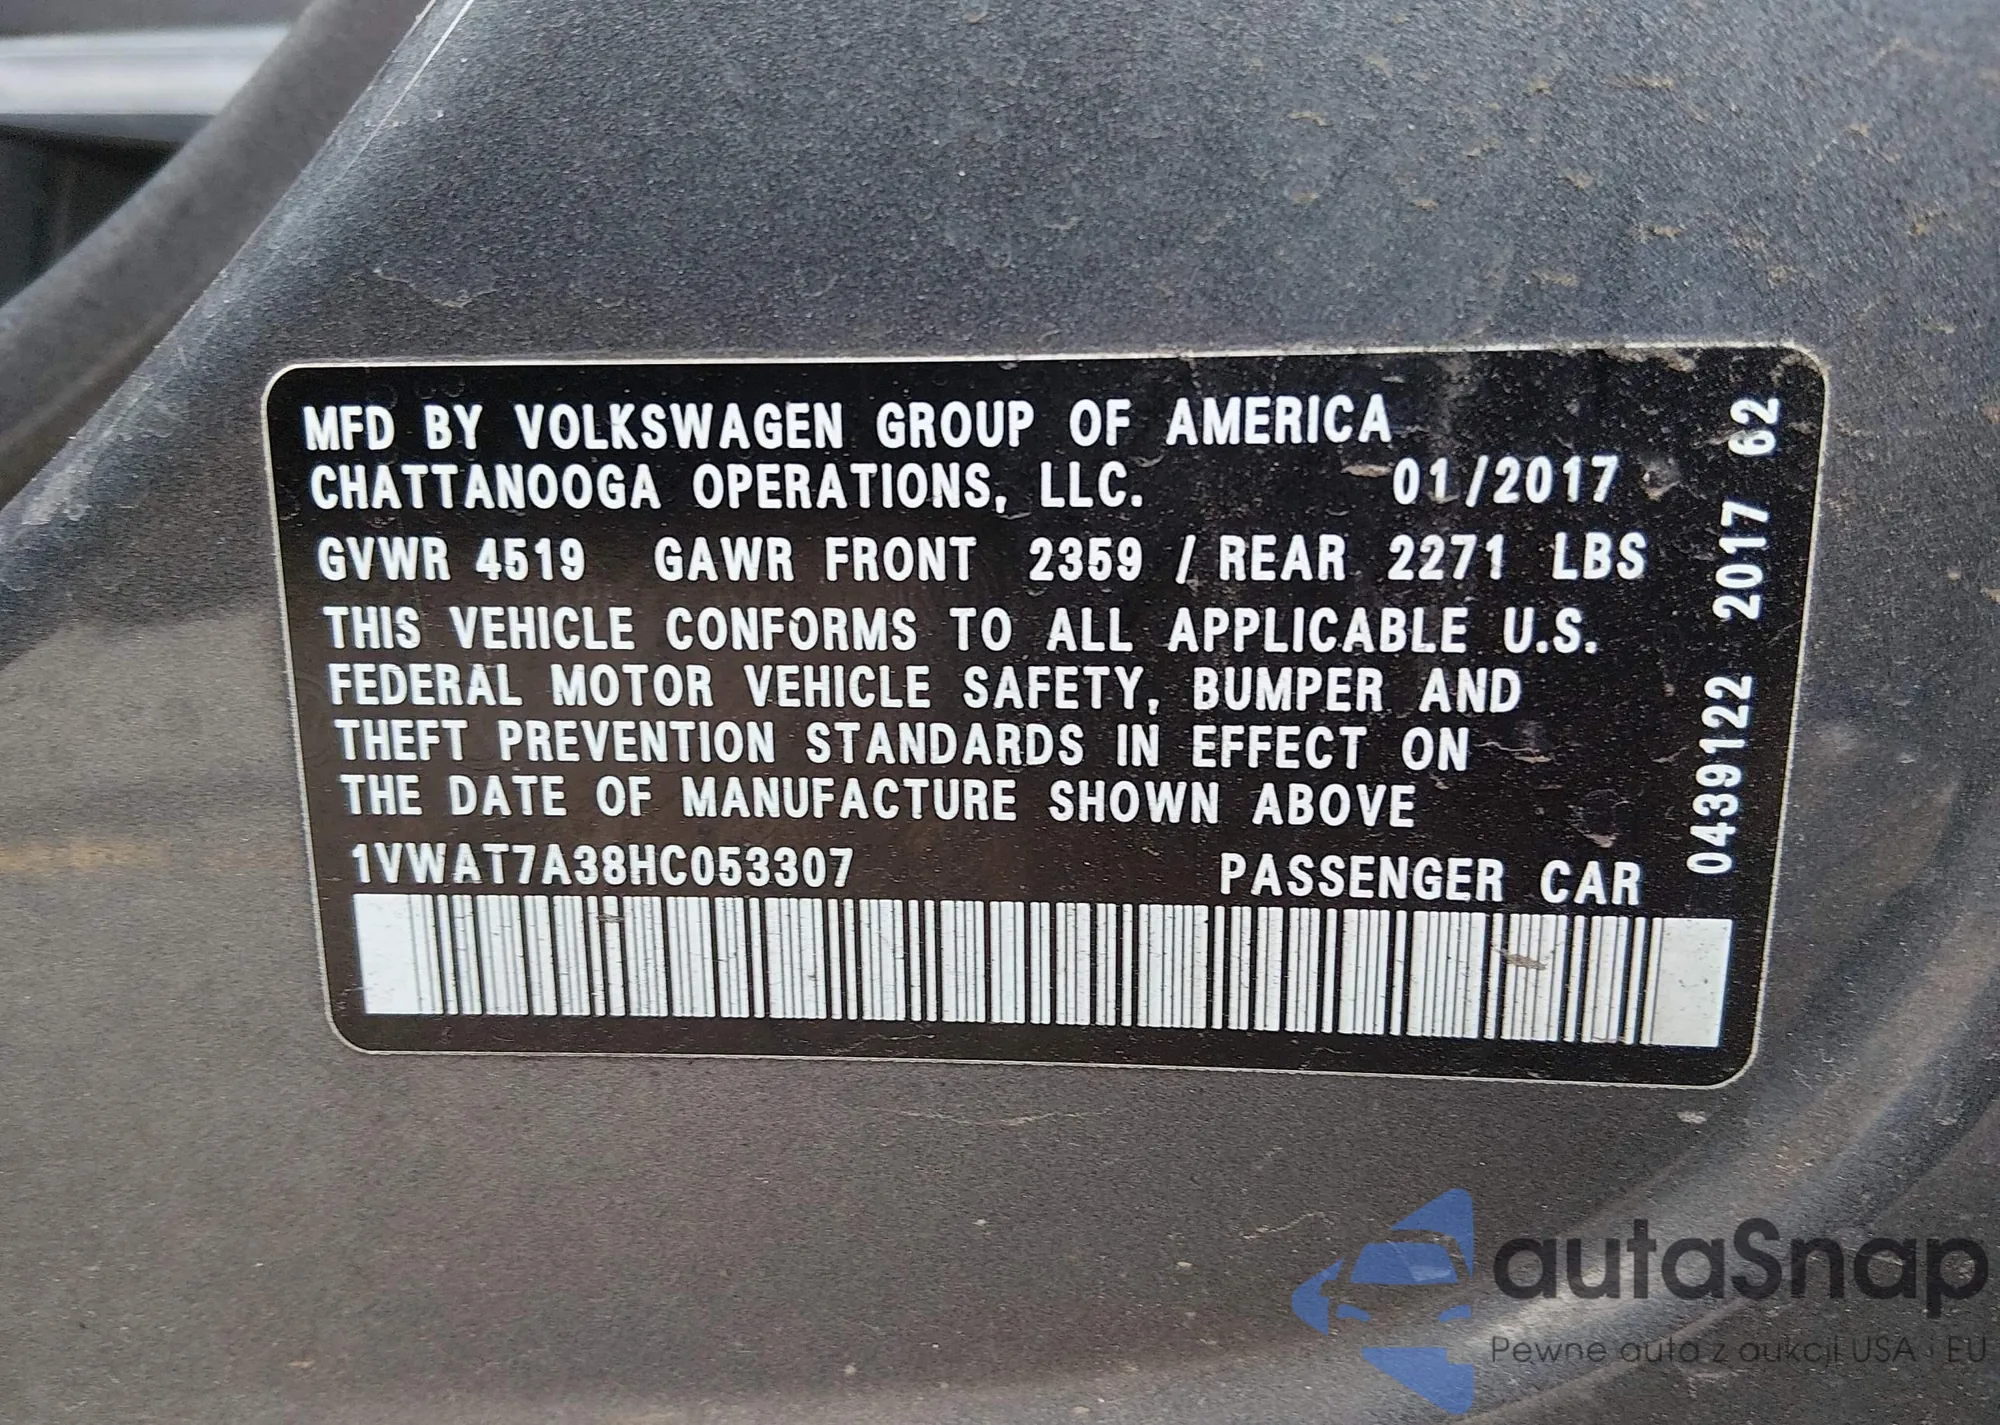 MFD BY VOLKSWAGEN GROUP OF AMERICA
CHATTANOOGA OPERATIONS, LLC. 01/2017
GVWR 4519 GAWR FRONT 2359 / REAR 2271 LBS
THIS VEHICLE CONFORMS TO ALL APPLICABLE U.S.
FEDERAL MOTOR VEHICLE SAFETY, BUMPER AND
THEFT PREVENTION STANDARDS IN EFFECT ON
THE DATE OF MANUFACTURE SHOWN ABOVE
1VWAT7A38HC053307 PASSENGER CAR
0439122 2017 62
autaSnap
Pewne auta z aukcji USA i EU